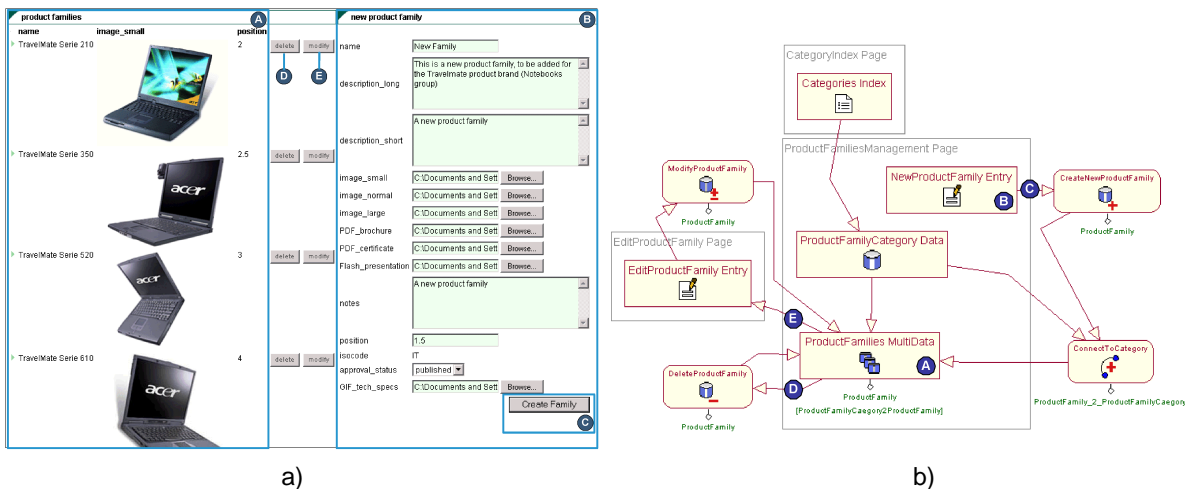 product families
A
name image_small position
TravelMate Serie 210
2
delete modify
D E
TravelMate Serie 350
2.5
delete modify
acer
TravelMate Serie 520
3
delete modify
acer
TravelMate Serie 610
4
delete modify
acer
new product family
B
name New Family
description_long
This is a new product family, to be added for
the Travelmate product brand (Notebooks
group)
description_short
A new product family
image_small C:\Documents and Sett Browse...
image_normal C:\Documents and Sett Browse...
image_large C:\Documents and Sett Browse...
PDF_brochure C:\Documents and Sett Browse...
PDF_certificate C:\Documents and Sett Browse...
Flash_presentation C:\Documents and Sett Browse...
notes
A new product family
position 1.5
isocode IT
approval_status published
GIF_tech_specs C:\Documents and Sett Browse...
Create Family
C
a)
CategoryIndex Page
Categories Index
ProductFamiliesManagement Page
ModifyProductFamily
ProductFamily
NewProductFamily Entry
B
C
CreateNewProductFamily
ProductFamily
EditProductFamily Page
EditProductFamily Entry
ProductFamilyCategory Data
E
ProductFamilies MultiData
A
ProductFamily
[ProductFamilyCaegory2ProductFamily]
D
DeleteProductFamily
ProductFamily
ConnectToCategory
ProductFamily_2_ProductFamilyCaegory
b)